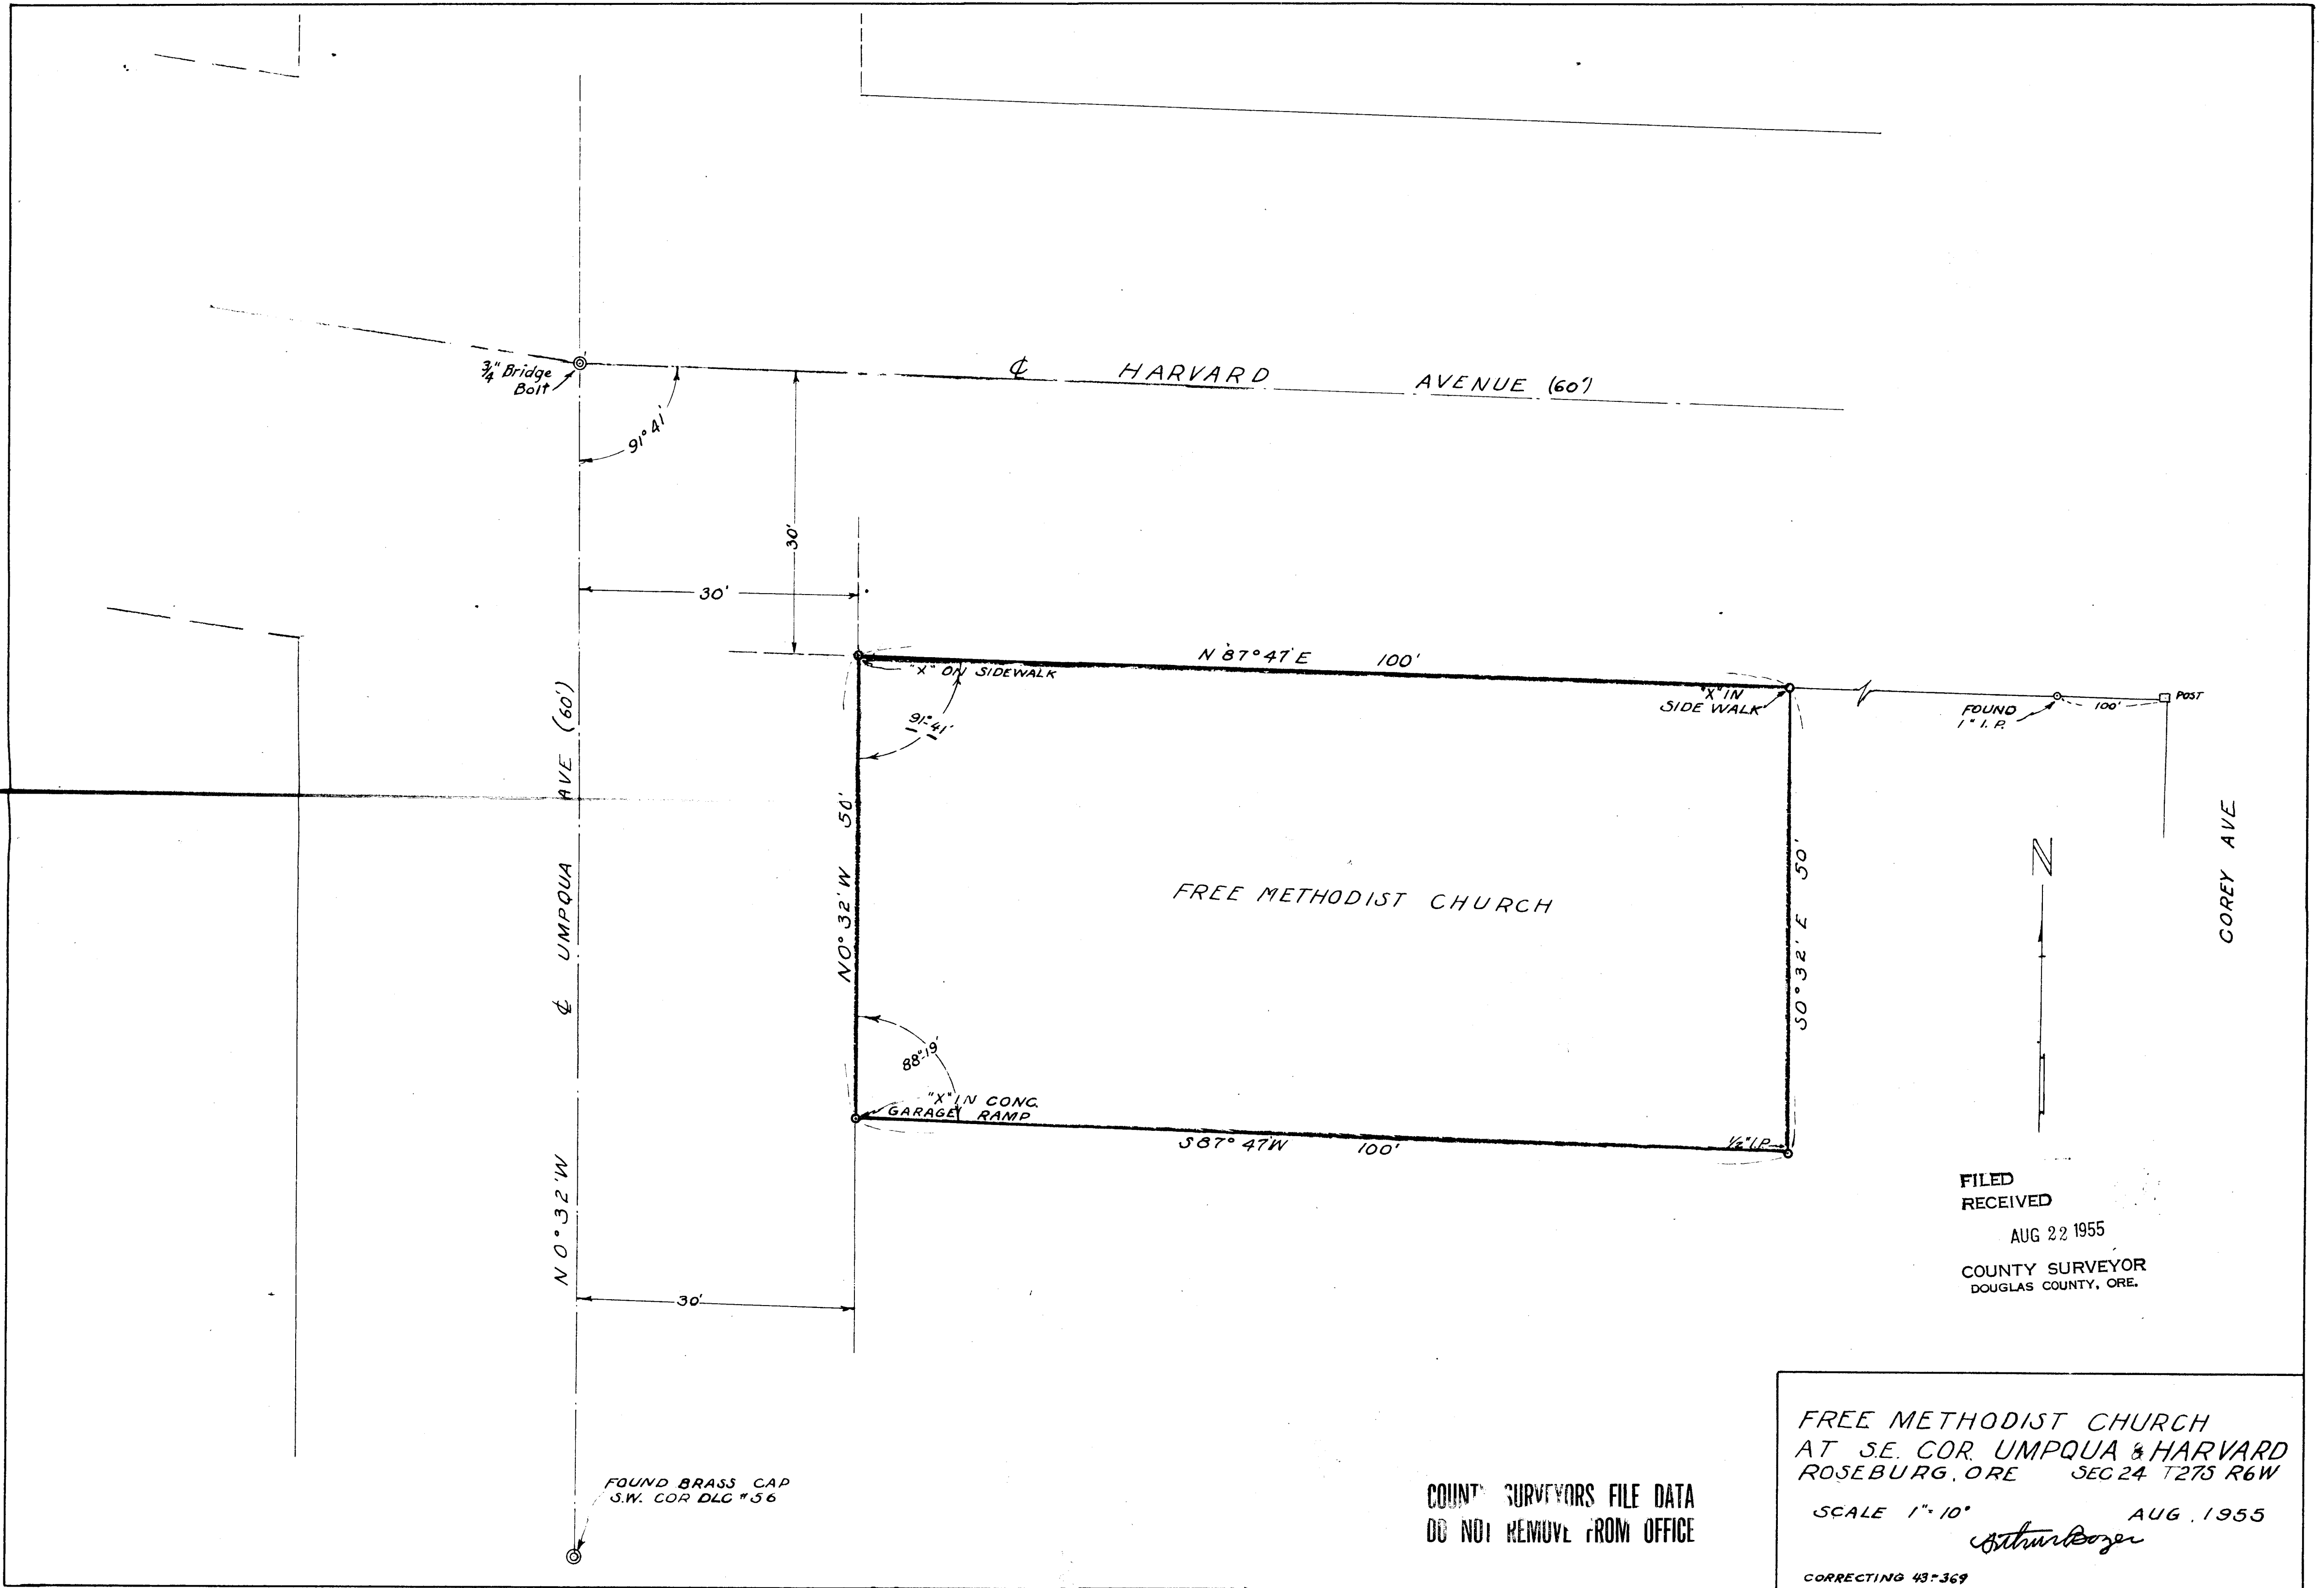 3/4" Bridge
Bolt
℄ HARVARD AVENUE (60')
91° 41'
30'
30'
N 87° 47' E 100'
"X" ON SIDEWALK
"X" IN
SIDE WALK
FOUND
1" I.P.
100'
POST
91°-41'
℄ UMPQUA AVE (60')
N 0° 32' W
N 0° 32' W 50'
FREE METHODIST CHURCH
S 0° 32' E 50'
N
COREY AVE
88°-19'
"X" IN CONC.
GARAGE RAMP
S 87° 47' W 100'
1/2" I.P.
30'
FILED
RECEIVED
AUG 22 1955
COUNTY SURVEYOR
DOUGLAS COUNTY, ORE.
FOUND BRASS CAP
S.W. COR DLC #56
COUNTY SURVEYORS FILE DATA
DO NOT REMOVE FROM OFFICE
FREE METHODIST CHURCH
AT S.E. COR. UMPQUA & HARVARD
ROSEBURG, ORE SEC 24 T27S R6W
SCALE 1"=10' AUG. 1955
CORRECTING 43-369